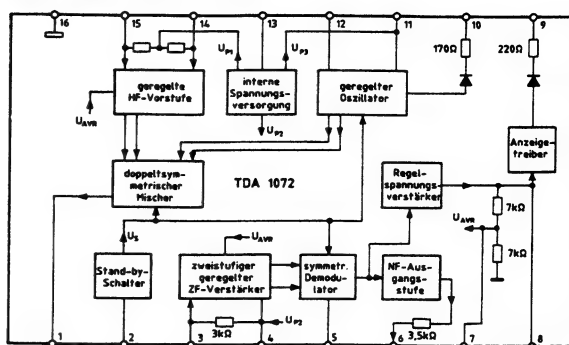 16
15
14
13
12
11
10
9
170Ω
220Ω
U_P1
U_P3
geregelte
HF-Vorstufe
interne
Spannungs-
versorgung
geregelter
Oszillator
U_AVR
U_P2
Anzeige-
treiber
doppeltsym-
metrischer
Mischer
TDA 1072
Regel-
spannungs-
verstärker
7kΩ
U_AVR
7kΩ
U_S
U_AVR
Stand-by-
Schalter
zweistufiger
geregelter
ZF-Verstärker
symmetr.
Demodu-
lator
NF-Aus-
gangs-
stufe
3kΩ
U_P2
3,5kΩ
1
2
3
4
5
6
7
8